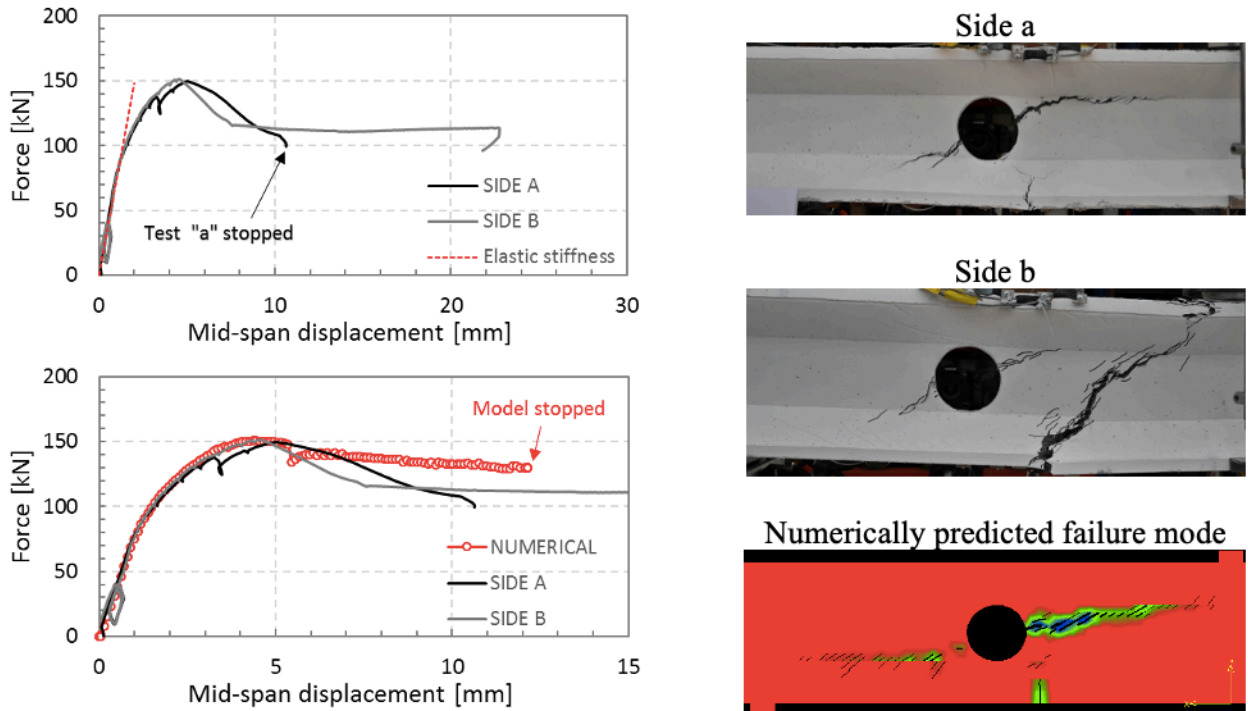 200
150
100
50
0
Force [kN]
SIDE A
SIDE B
Elastic stiffness
Test "a" stopped
0
10
20
30
Mid-span displacement [mm]
200
150
100
50
0
Force [kN]
Model stopped
NUMERICAL
SIDE A
SIDE B
0
5
10
15
Mid-span displacement [mm]
Side a
Side b
Numerically predicted failure mode